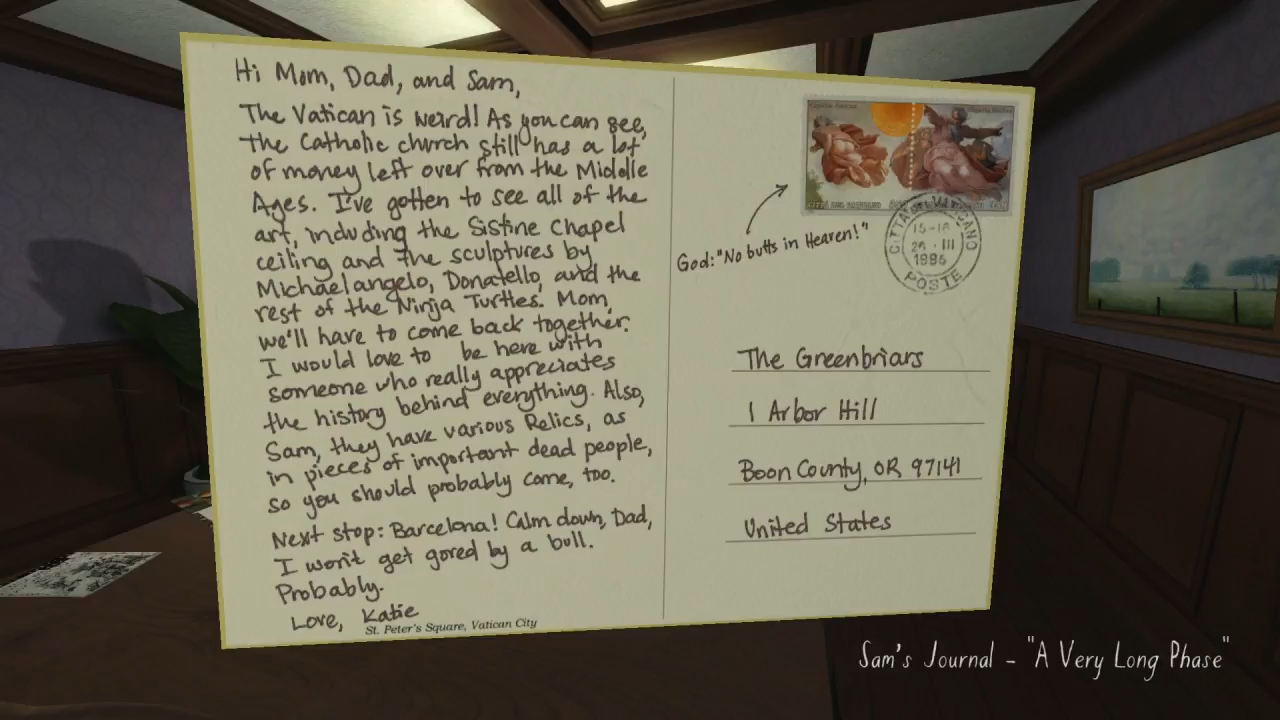 Hi Mom, Dad, and Sam,
The Vatican is weird! As you can see,
the Catholic church still has a lot
of money left over from the Middle
Ages. I've gotten to see all of the
art, including the Sistine Chapel
ceiling and the sculptures by
Michaelangelo, Donatello, and the
rest of the Ninja Turtles. Mom,
we'll have to come back together.
I would love to be here with
someone who really appreciates
the history behind everything. Also,
Sam, they have various Relics, as
in pieces of important dead people,
so you should probably come, too.
Next stop: Barcelona! Calm down, Dad,
I won't get gored by a bull.
Probably.
Love, Katie
St. Peter's Square, Vatican City
God: "No butts in Heaven!"
CITTA DEL VATICANO
15-16
26 · III
1995
POSTE
The Greenbriars
1 Arbor Hill
Boon County, OR 97141
United States
Sam's Journal - "A Very Long Phase"